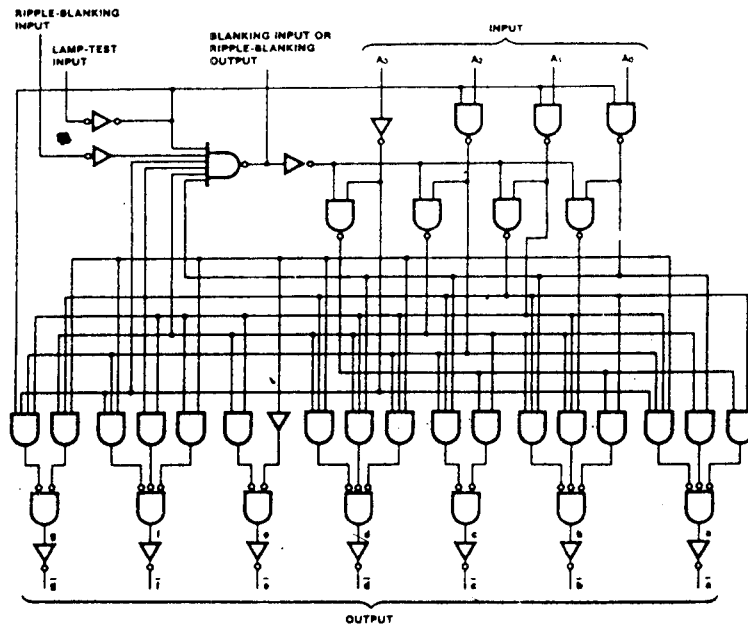 RIPPLE-BLANKING
INPUT
LAMP-TEST
INPUT
BLANKING INPUT OR
RIPPLE-BLANKING
OUTPUT
INPUT
A3
A2
A1
A0
g
f
e
d
c
b
a
g̅
f̅
e̅
d̅
c̅
b̅
a̅
OUTPUT